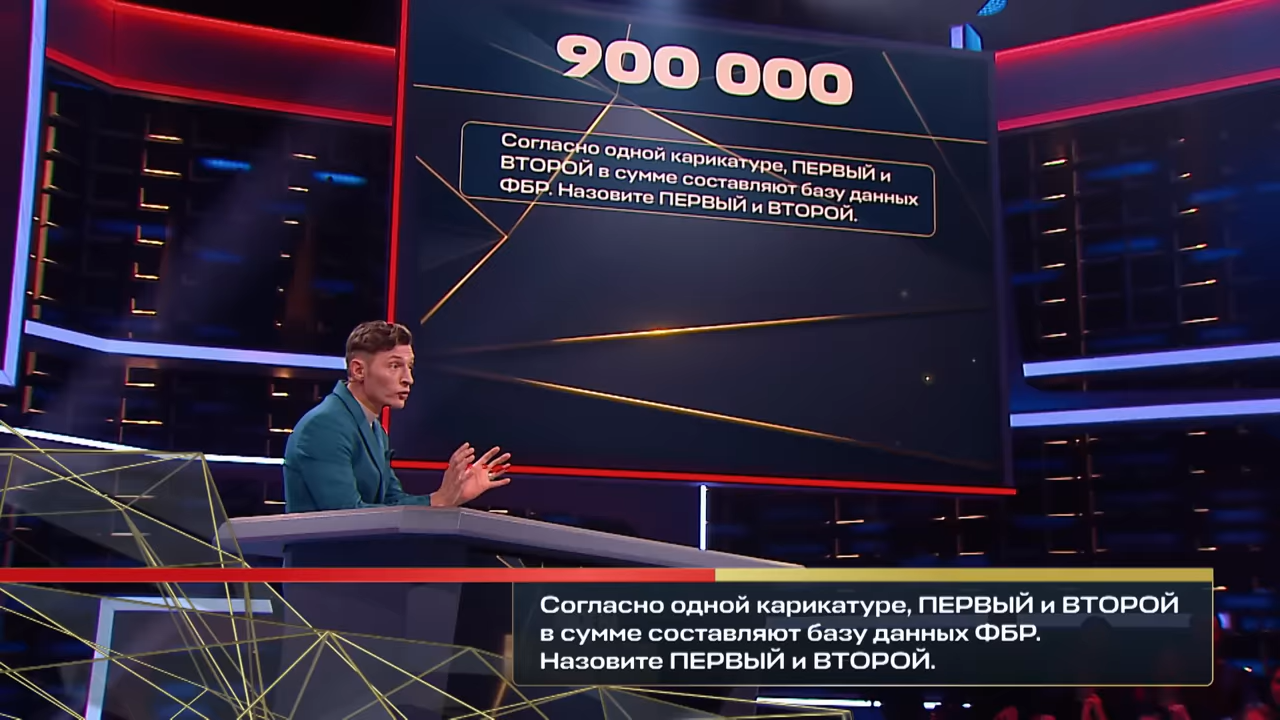 900 000
Согласно одной карикатуре, ПЕРВЫЙ и
ВТОРОЙ в сумме составляют базу данных
ФБР. Назовите ПЕРВЫЙ и ВТОРОЙ.
Согласно одной карикатуре, ПЕРВЫЙ и ВТОРОЙ
в сумме составляют базу данных ФБР.
Назовите ПЕРВЫЙ и ВТОРОЙ.